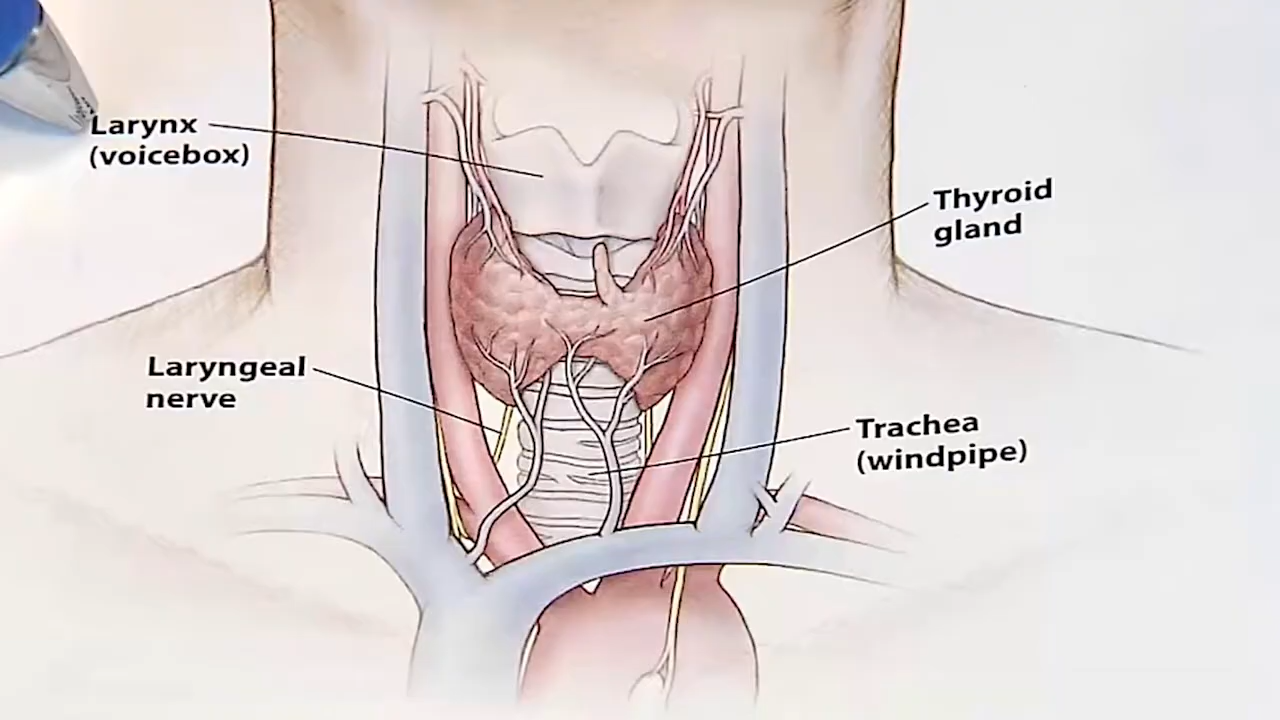 Larynx
(voicebox)
Thyroid
gland
Laryngeal
nerve
Trachea
(windpipe)